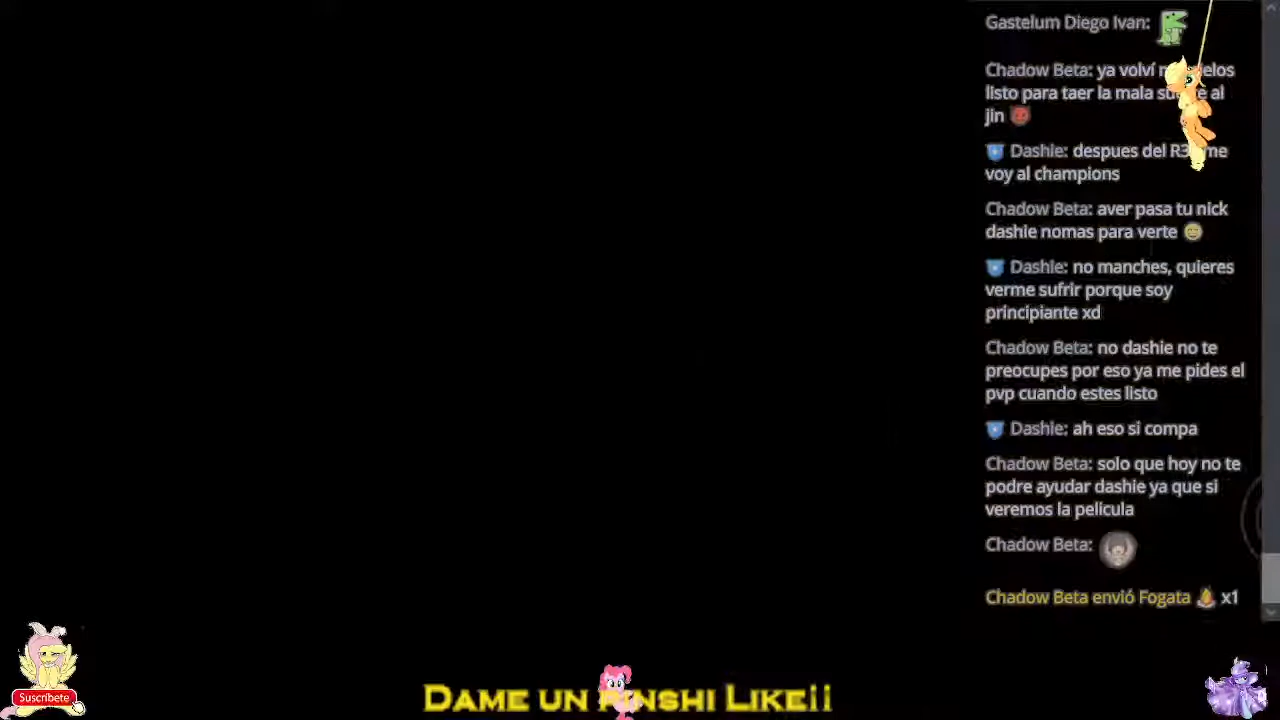 Gastelum Diego Ivan:
Chadow Beta: ya volví
listo para taer la mala al
jin
Dashie: despues del me
voy al champions
Chadow Beta: aver pasa tu nick
dashie nomas para verte
Dashie: no manches, quieres
verme sufrir porque soy
principiante xd
Chadow Beta: no dashie no te
preocupes por eso ya me pides el
pvp cuando estes listo
Dashie: ah eso si compa
Chadow Beta: solo que hoy no te
podre ayudar dashie ya que si
veremos la pelicula
Chadow Beta:
Chadow Beta envió Fogata x1
Suscríbete
DAME UN PINSHI LIKE!!